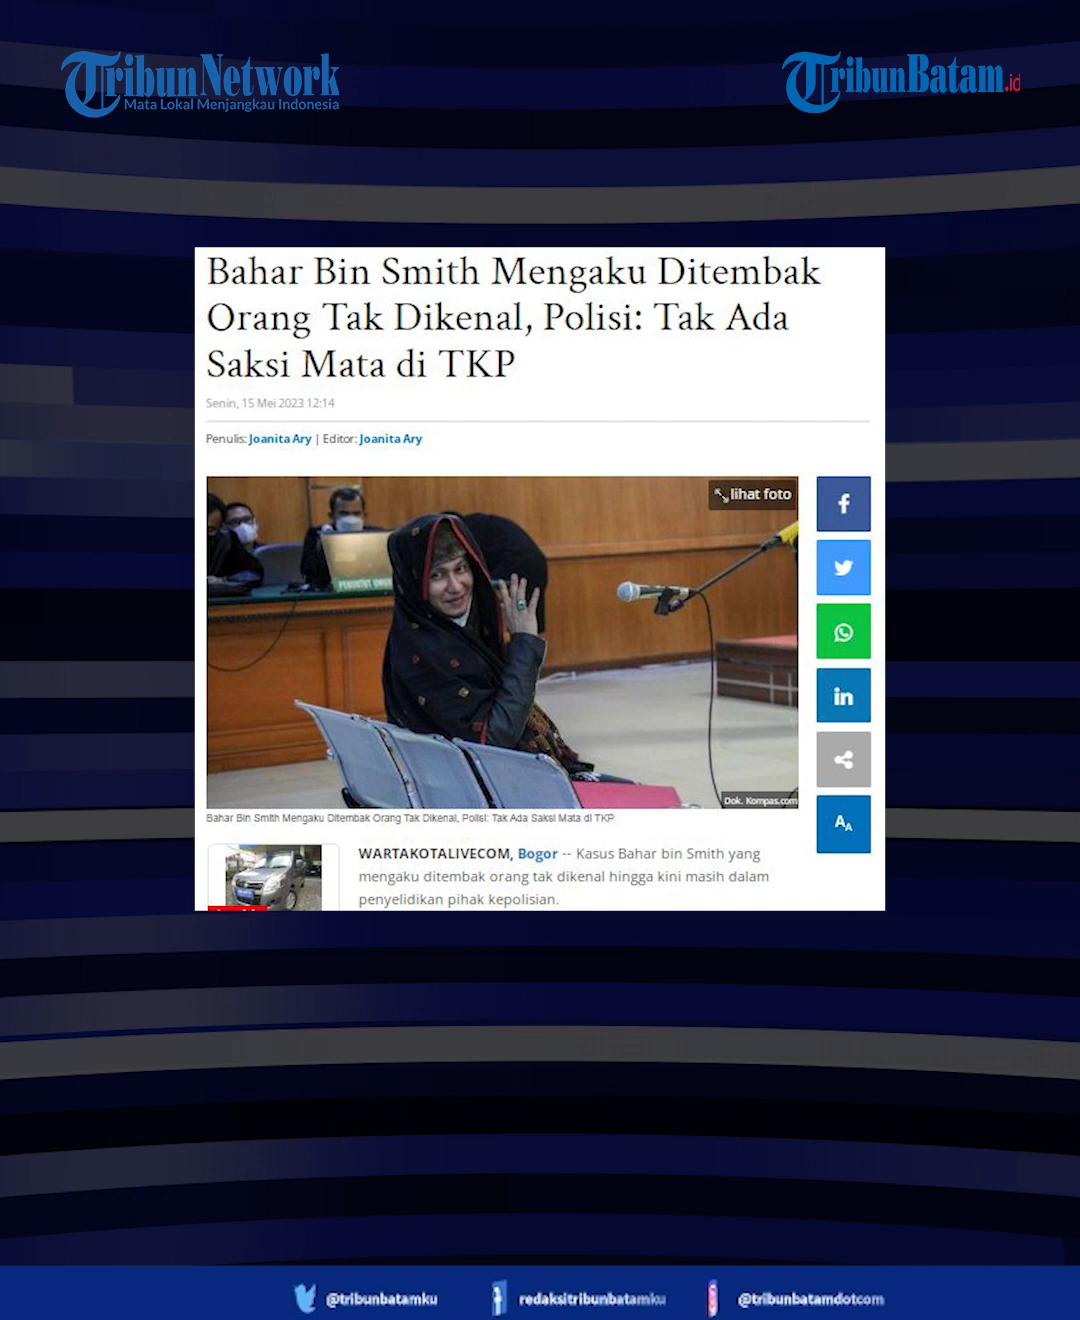 TribunNetwork
Mata Lokal Menjangkau Indonesia
TribunBatam.id
Bahar Bin Smith Mengaku Ditembak
Orang Tak Dikenal, Polisi: Tak Ada
Saksi Mata di TKP
Senin, 15 Mei 2023 12:14
Penulis: Joanita Ary | Editor: Joanita Ary
lihat foto
PENUNTUT UMUM
Dok. Kompas.com
Bahar Bin Smith Mengaku Ditembak Orang Tak Dikenal, Polisi: Tak Ada Saksi Mata di TKP
WARTAKOTALIVECOM, Bogor -- Kasus Bahar bin Smith yang
mengaku ditembak orang tak dikenal hingga kini masih dalam
penyelidikan pihak kepolisian.
@tribunbatamku
redaksitribunbatamku
@tribunbatamdotcom